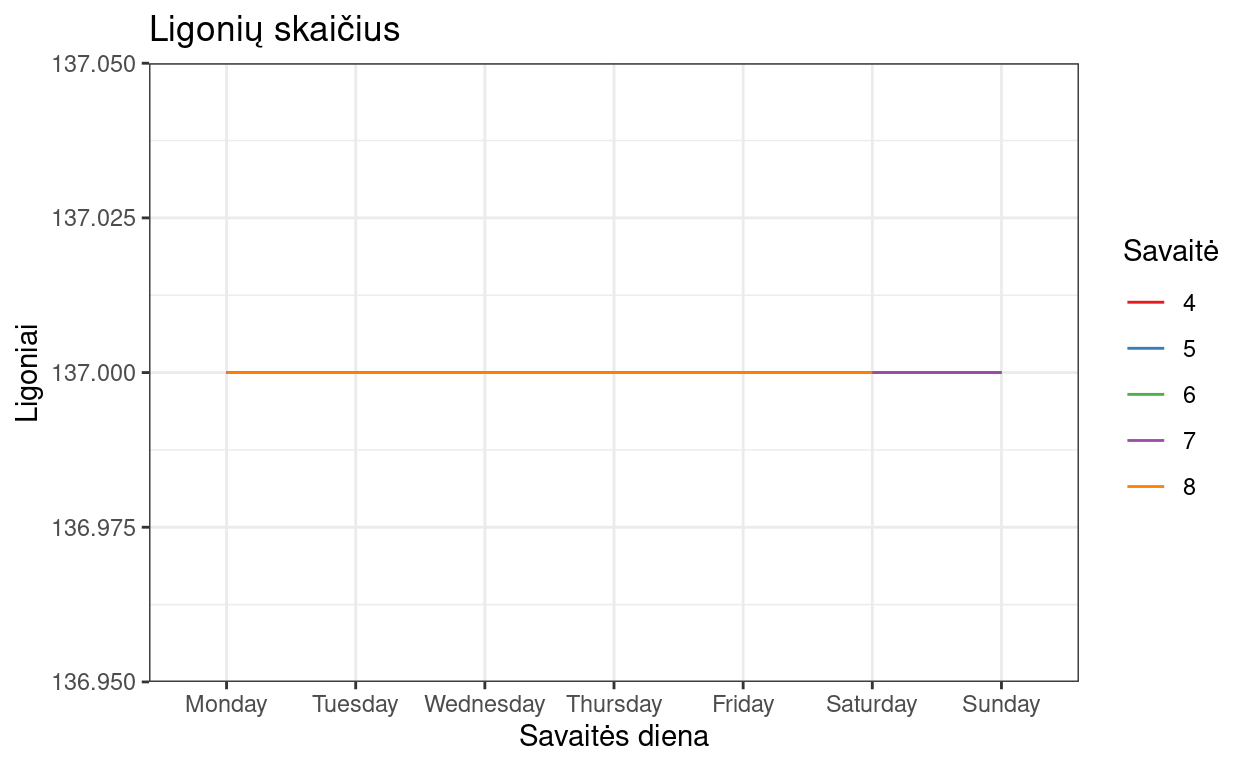 Ligonių skaičius
137.050
137.025
137.000
136.975
136.950
Ligoniai
Monday Tuesday Wednesday Thursday Friday Saturday Sunday
Savaitės diena
Savaitė
4
5
6
7
8